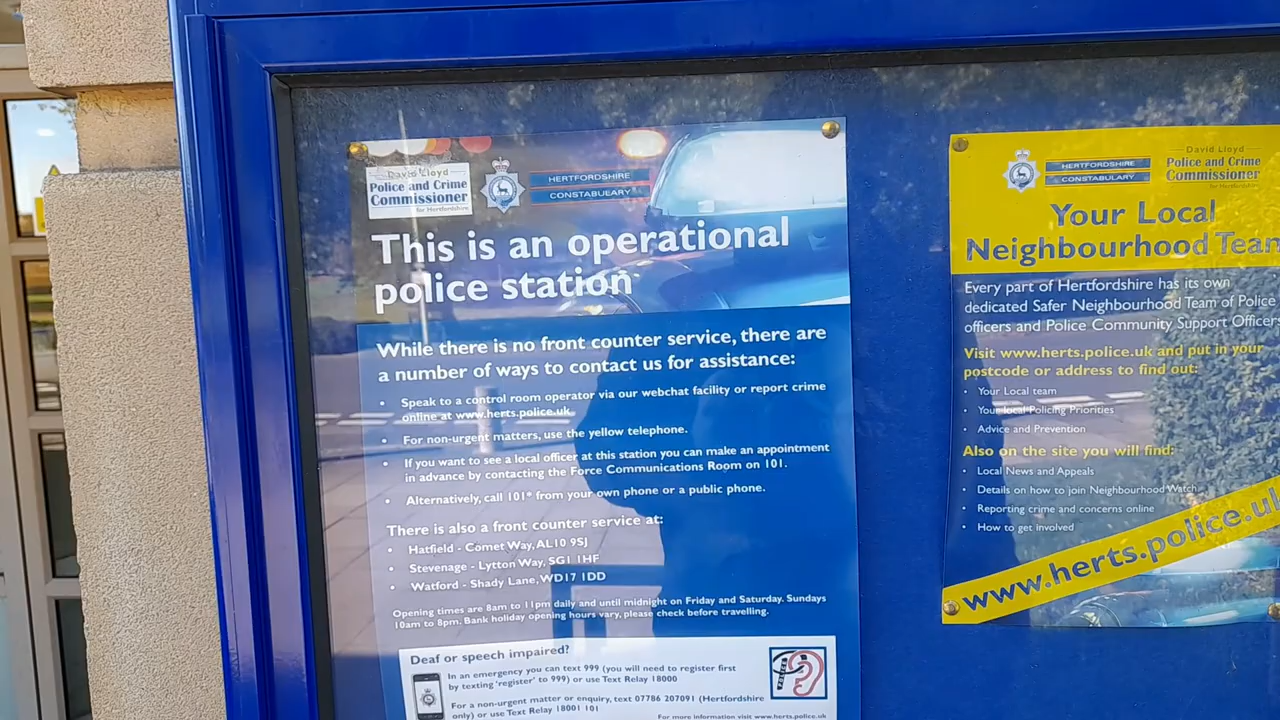 David Lloyd
Police and Crime
Commissioner
for Hertfordshire
HERTFORDSHIRE
CONSTABULARY
This is an operational
police station
While there is no front counter service, there are
a number of ways to contact us for assistance:
• Speak to a control room operator via our webchat facility or report crime
online at www.herts.police.uk.
• For non-urgent matters, use the yellow telephone.
• If you want to see a local officer at this station you can make an appointment
in advance by contacting the Force Communications Room on 101.
• Alternatively, call 101* from your own phone or a public phone.
There is also a front counter service at:
• Hatfield - Comet Way, AL10 9SJ
• Stevenage - Lytton Way, SG1 1HF
• Watford - Shady Lane, WD17 1DD
Opening times are 8am to 11pm daily and until midnight on Friday and Saturday. Sundays
10am to 8pm. Bank holiday opening hours vary, please check before travelling.
Deaf or speech impaired?
In an emergency you can text 999 (you will need to register first
by texting 'register' to 999) or use Text Relay 18000
For a non-urgent matter or enquiry, text 07786 207091 (Hertfordshire
only) or use Text Relay 18001 101
For more information visit www.herts.police.uk
HERTFORDSHIRE
CONSTABULARY
David Lloyd
Police and Crime
Commissioner
for Hertfordshire
Your Local
Neighbourhood Team
Every part of Hertfordshire has its own
dedicated Safer Neighbourhood Team of Police
officers and Police Community Support Officers
Visit www.herts.police.uk and put in your
postcode or address to find out:
• Your Local team
• Your local Policing Priorities
• Advice and Prevention
Also on the site you will find:
• Local News and Appeals
• Details on how to join Neighbourhood Watch
• Reporting crime and concerns online
• How to get involved
www.herts.police.uk